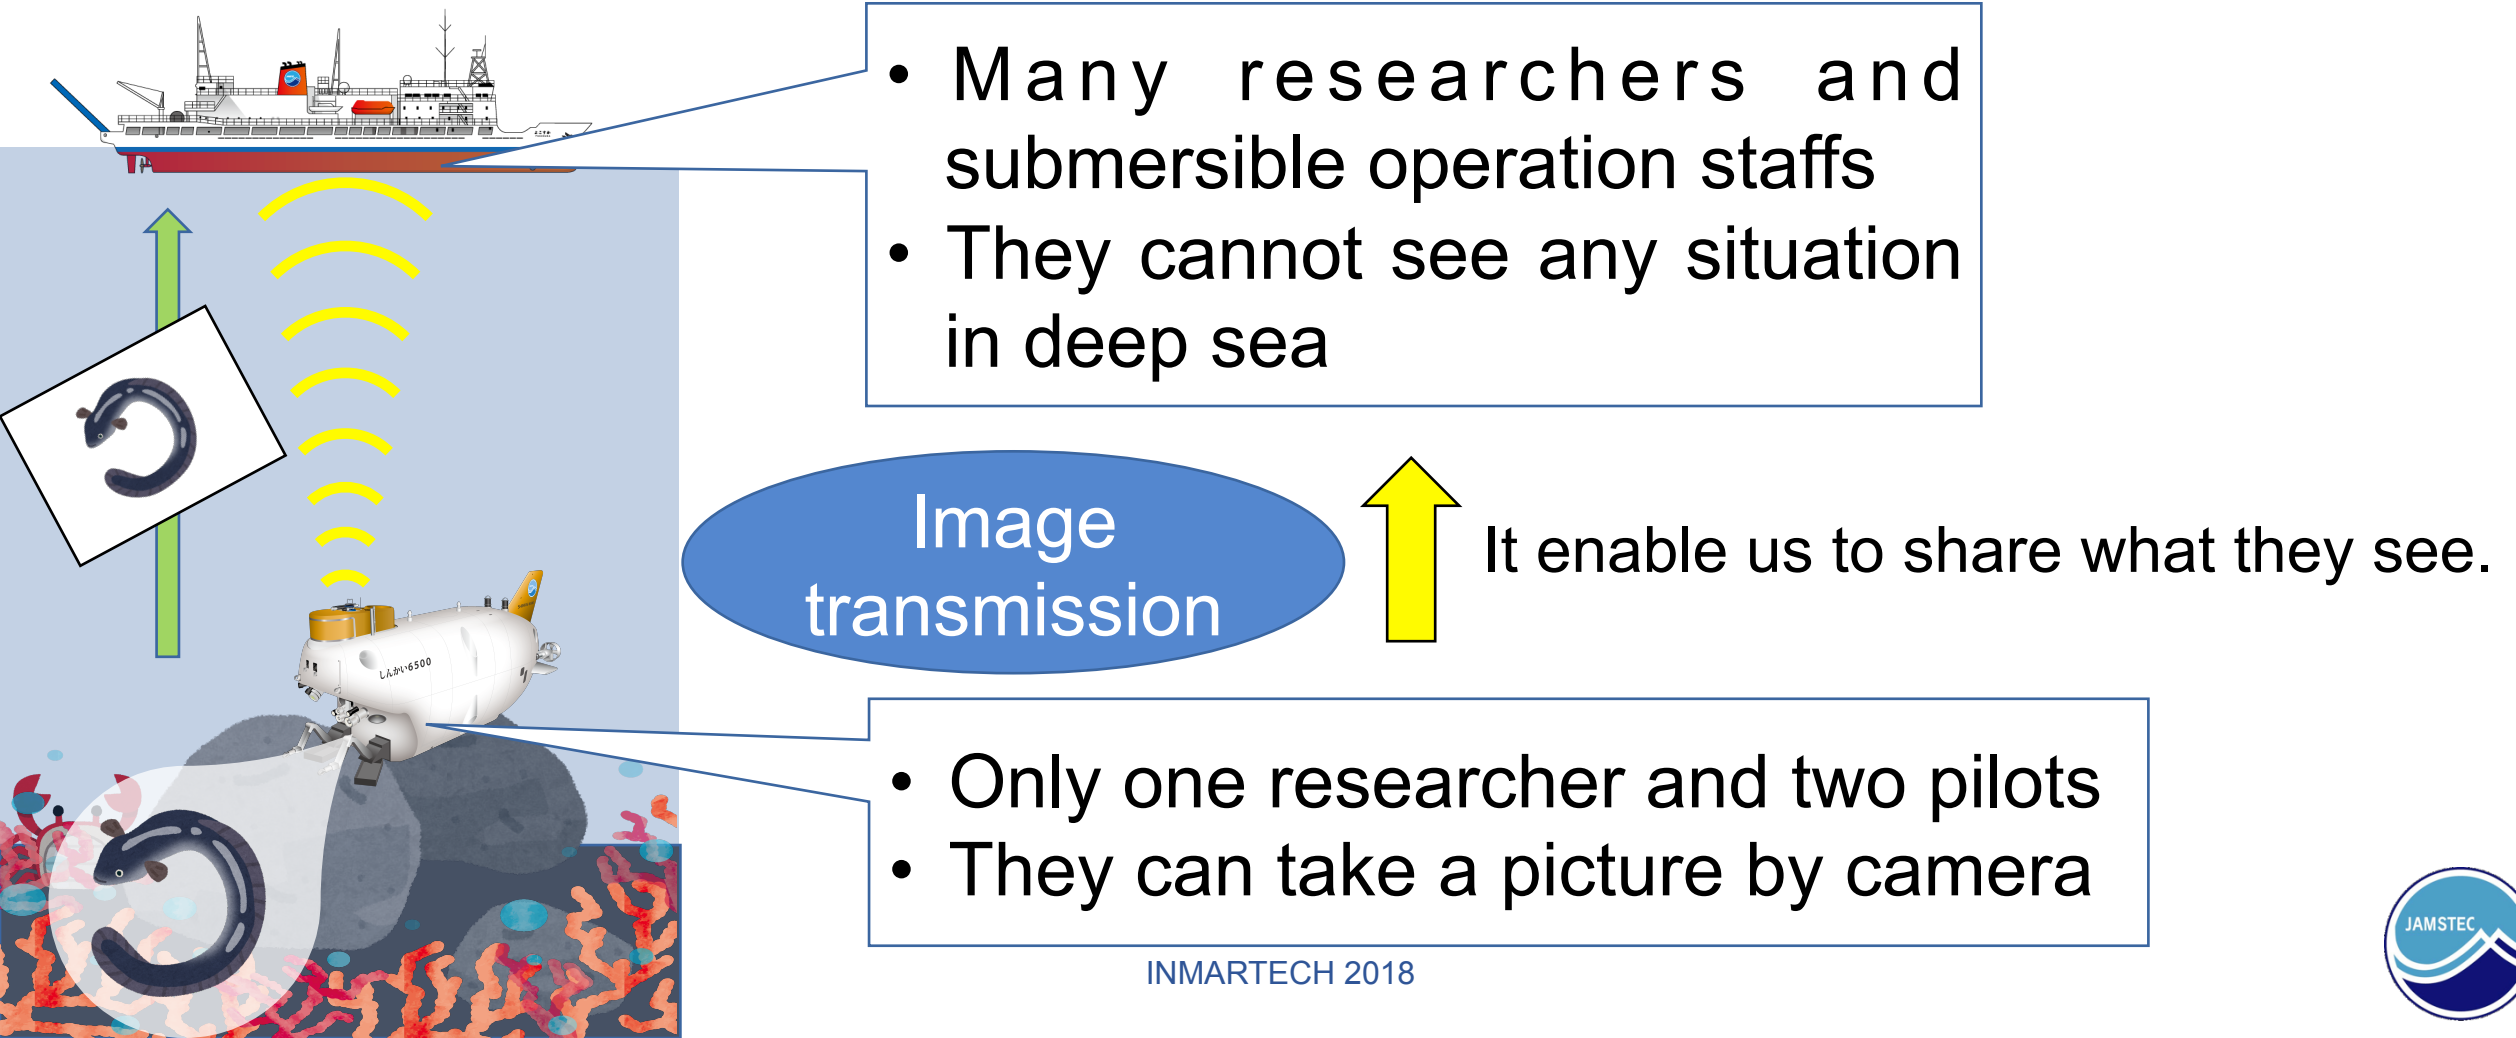 • Many researchers and
submersible operation staffs
• They cannot see any situation
in deep sea
Image
transmission
It enable us to share what they see.
しんかい6500
• Only one researcher and two pilots
• They can take a picture by camera
JAMSTEC
INMARTECH 2018